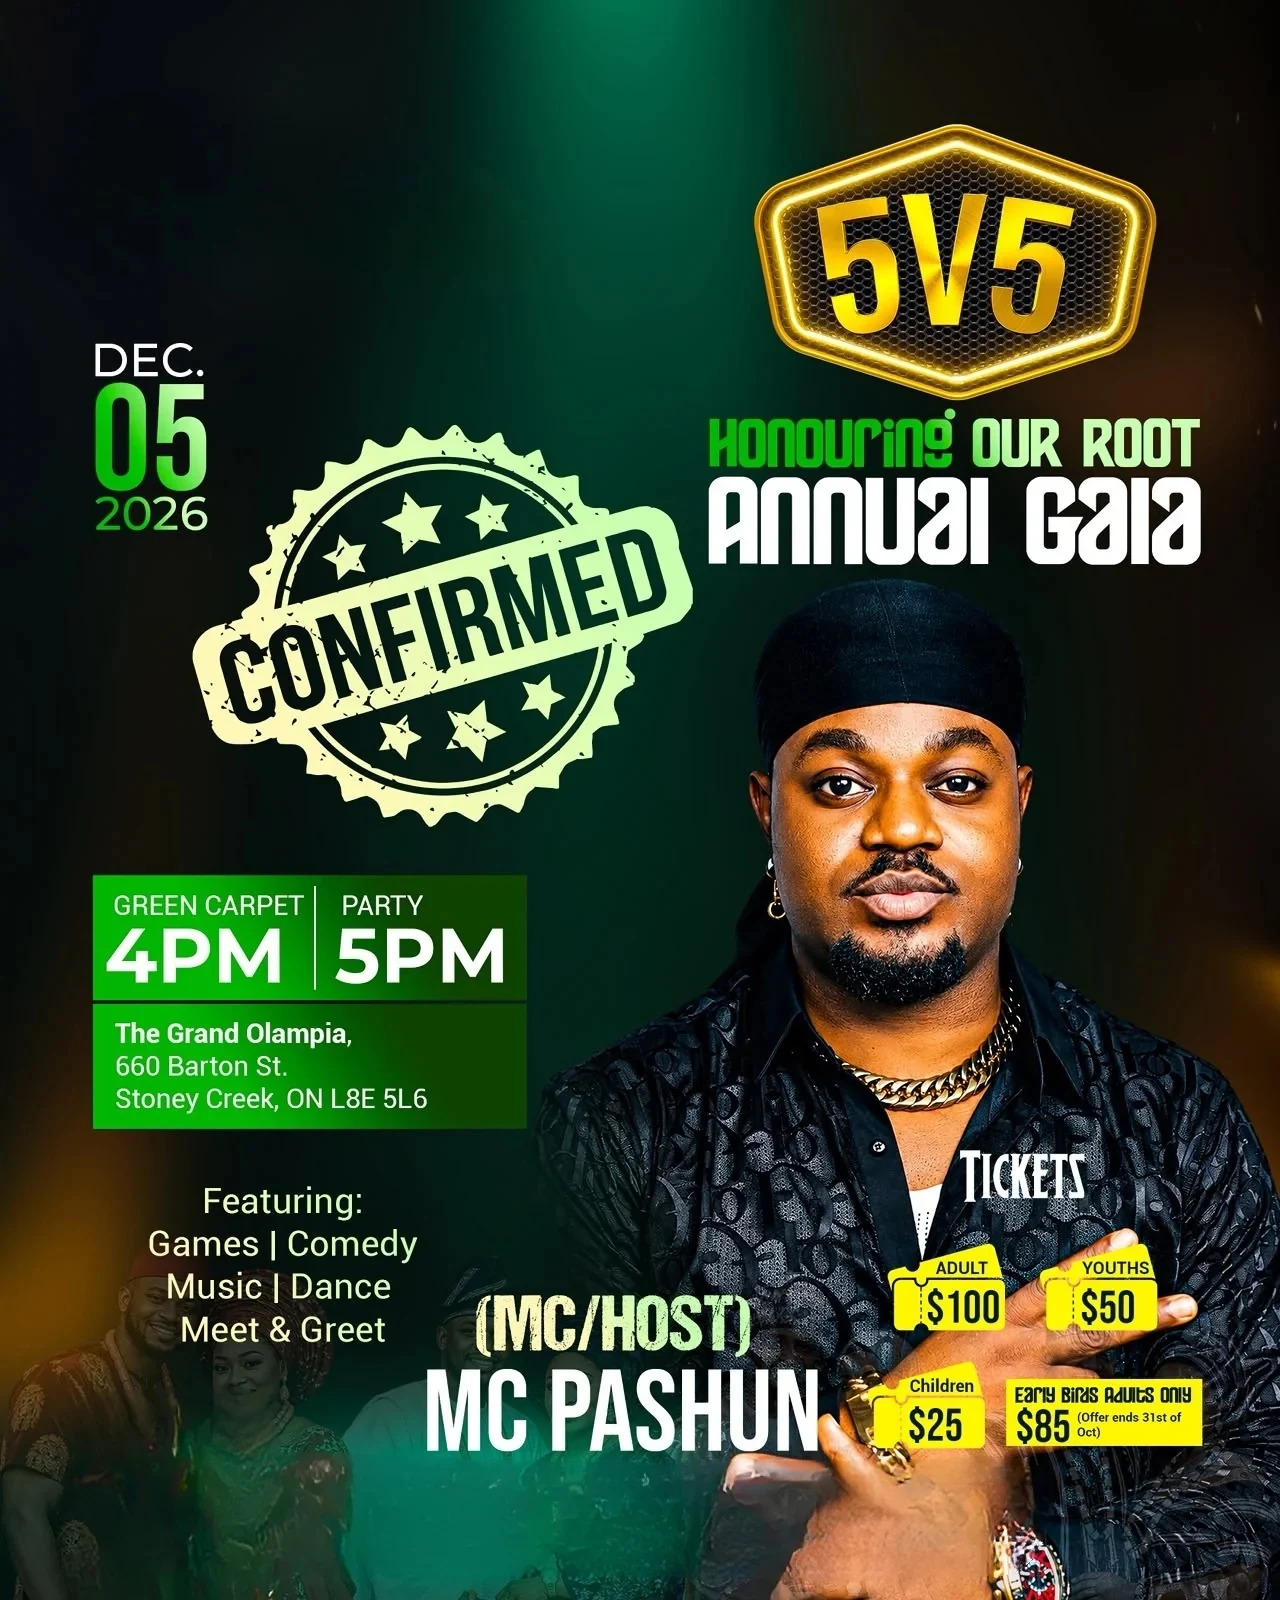 5V5
HONOURING OUR ROOT
ANNUAL GALA
DEC.
05
2026
CONFIRMED
GREEN CARPET
4PM
PARTY
5PM
The Grand Olampia,
660 Barton St.
Stoney Creek, ON L8E 5L6
Featuring:
Games | Comedy
Music | Dance
Meet & Greet
(MC/HOST)
MC PASHUN
TICKETS
ADULT
$100
YOUTHS
$50
Children
$25
Early Birds Adults Only
$85 (Offer ends 31st of
Oct)